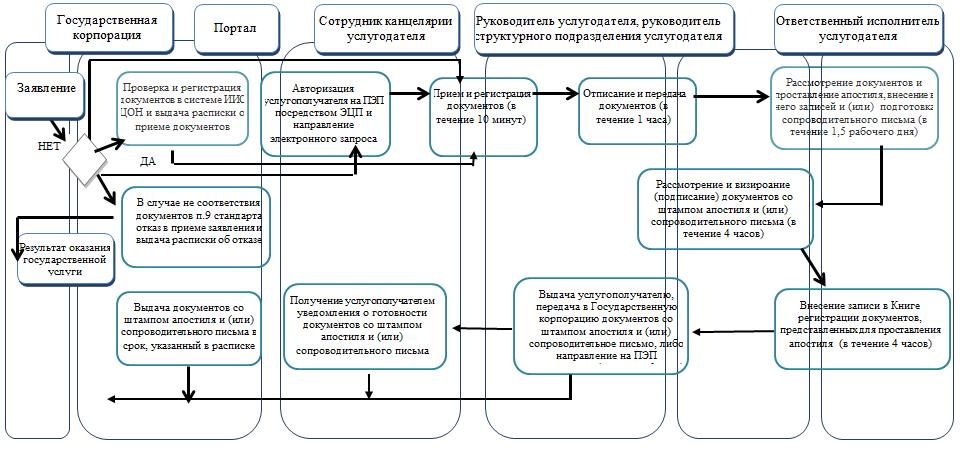 Государственная
корпорация
Портал
Сотрудник канцелярии
услугодателя
Руководитель услугодателя, руководитель
структурного подразделения услугодателя
Ответственный исполнитель
услугодателя
Заявление
НЕТ
ДА
Проверка и регистрация
документов в системе ИИС
ЦОН и выдача расписки о
приеме документов
Авторизация
услугополучателя на ПЭП
посредством ЭЦП и
направление
электронного запроса
Прием и регистрация
документов (в
течение 10 минут)
Отписание и передача
документов (в
течение 1 часа)
Рассмотрение документов и
проставление апостиля, внесение в
него записей и (или) подготовка
сопроводительного письма (в
течение 1,5 рабочего дня)
В случае не соответствия
документов п.9 стандарта
отказ в приеме заявления и
выдача расписки об отказе
Рассмотрение и визироание
(подписание) документов со
штампом апостиля и (или)
сопроводительного письма (в
течение 4 часов)
Результат оказания
государственной
услуги
Выдача документов со
штампом апостиля и (или)
сопроводительного письма в
срок, указанный в расписке
Получение услугополучателем
уведомления о готовности
документов со штампом
апостиля и (или)
сопроводительного письма
Выдача услугополучателю,
передача в Государственную
корпорацию документов со
штампом апостиля и (или)
сопроводительное письмо, либо
направление на ПЭП
Внесение записи в Книге
регистрации документов,
представленных для проставления
апостиля (в течение 4 часов)